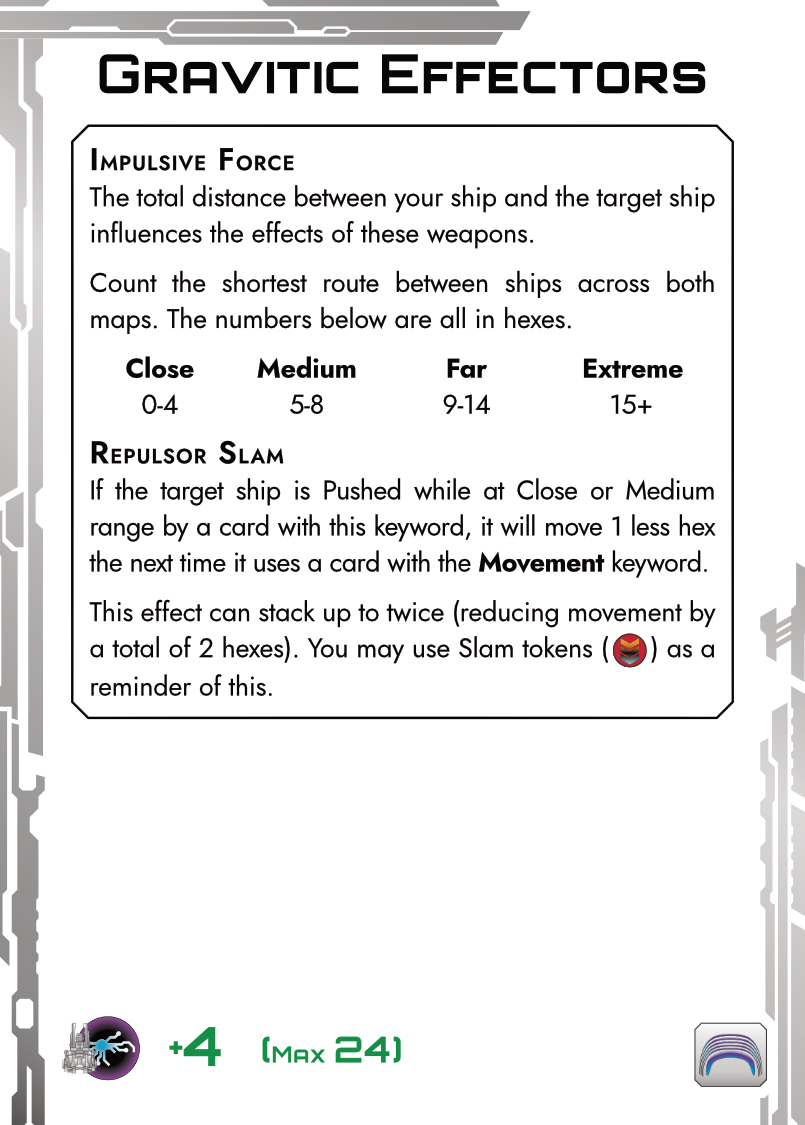 Gravitic Effectors
Impulsive Force
The total distance between your ship and the target ship
influences the effects of these weapons.
Count the shortest route between ships across both
maps. The numbers below are all in hexes.
Close Medium Far Extreme
0-4 5-8 9-14 15+
Repulsor Slam
If the target ship is Pushed while at Close or Medium
range by a card with this keyword, it will move 1 less hex
the next time it uses a card with the Movement keyword.
This effect can stack up to twice (reducing movement by
a total of 2 hexes). You may use Slam tokens ( ) as a
reminder of this.
+4 (Max 24)